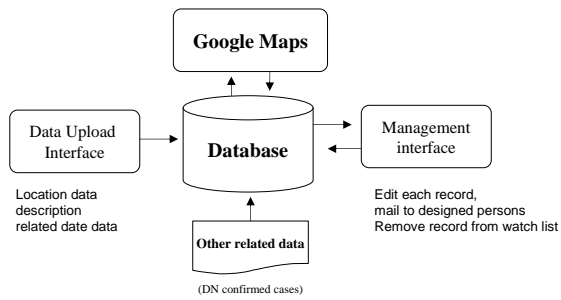 Google Maps
Data Upload
Interface
Database
Management
interface
Location data
description
related date data
Edit each record,
mail to designed persons
Remove record from watch list
Other related data
(DN confirmed cases)